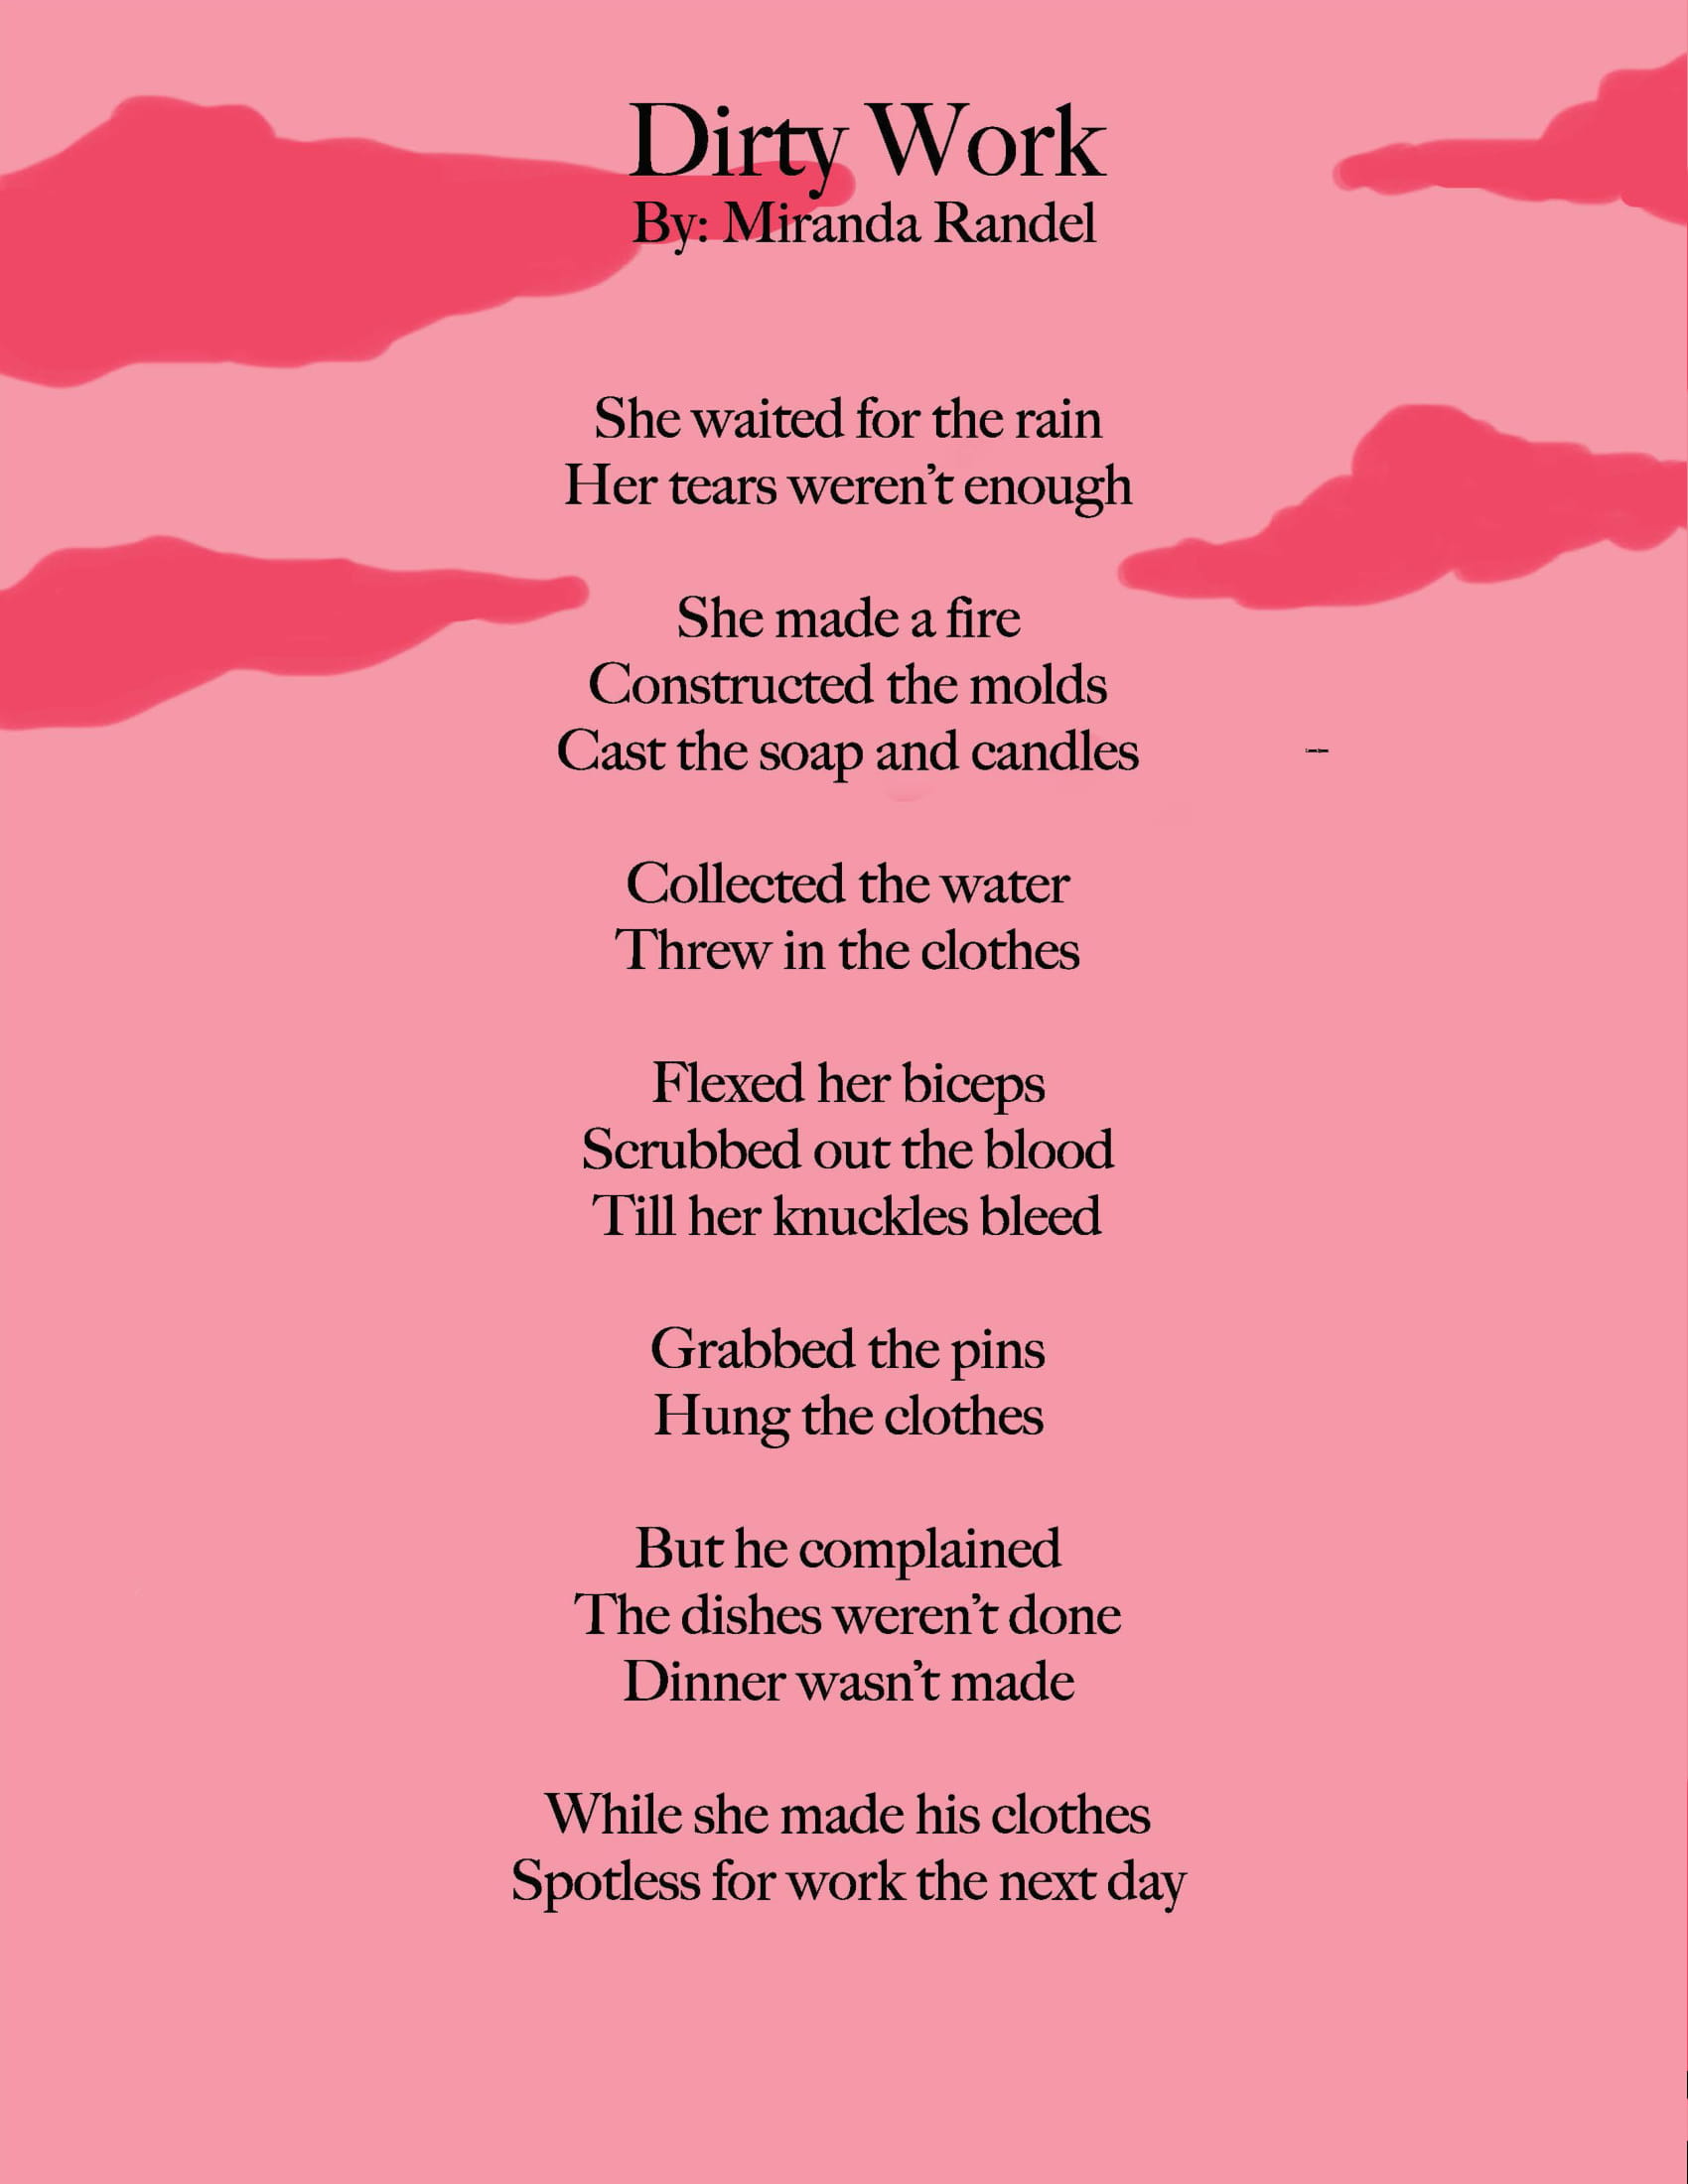 Dirty Work
By: Miranda Randel
She waited for the rain
Her tears weren’t enough
She made a fire
Constructed the molds
Cast the soap and candles
Collected the water
Threw in the clothes
Flexed her biceps
Scrubbed out the blood
Till her knuckles bleed
Grabbed the pins
Hung the clothes
But he complained
The dishes weren’t done
Dinner wasn’t made
While she made his clothes
Spotless for work the next day